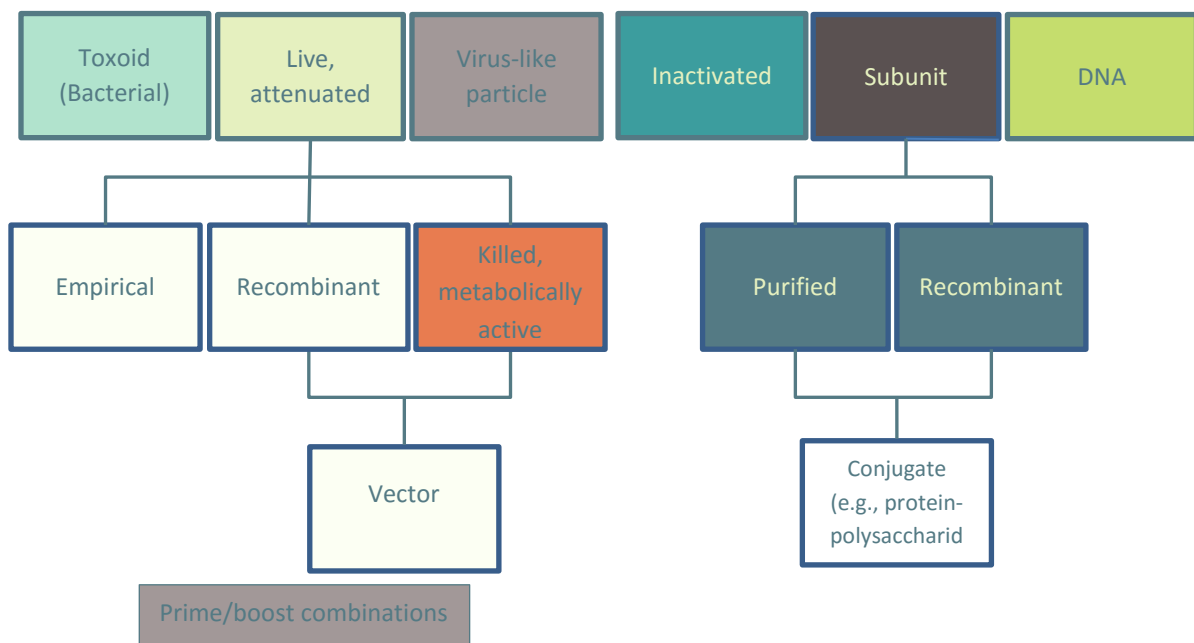 Toxoid
(Bacterial)
Live,
attenuated
Virus-like
particle
Inactivated
Subunit
DNA
Empirical
Recombinant
Killed,
metabolically
active
Purified
Recombinant
Vector
Conjugate
(e.g., protein-
polysaccharid
Prime/boost combinations